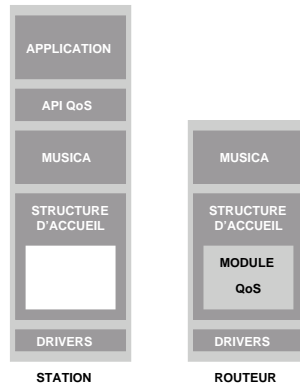 APPLICATION
API QoS
MUSICA
STRUCTURE
D'ACCUEIL
DRIVERS
STATION
MUSICA
STRUCTURE
D'ACCUEIL
MODULE
QoS
DRIVERS
ROUTEUR